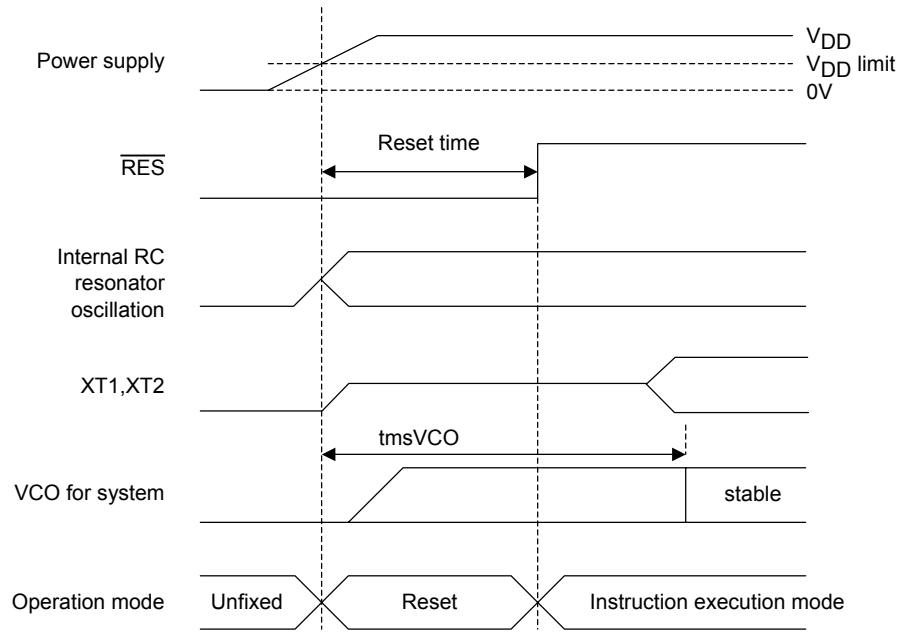 Power supply
VDD
VDD limit
0V
RES
Reset time
Internal RC
resonator
oscillation
XT1,XT2
tmsVCO
VCO for system
stable
Operation mode
Unfixed
Reset
Instruction execution mode